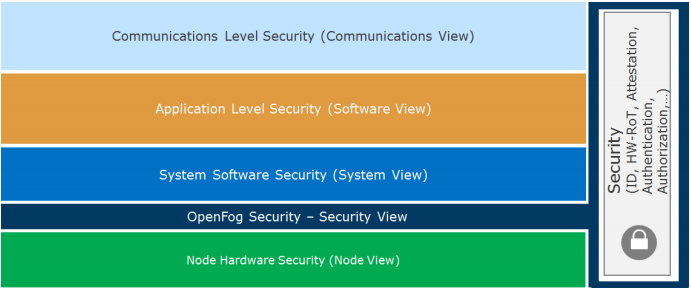 Communications Level Security (Communications View)
Application Level Security (Software View)
System Software Security (System View)
OpenFog Security – Security View
Node Hardware Security (Node View)
Security
(ID, HW-RoT, Attestation,
Authentication,
Authorization,...)